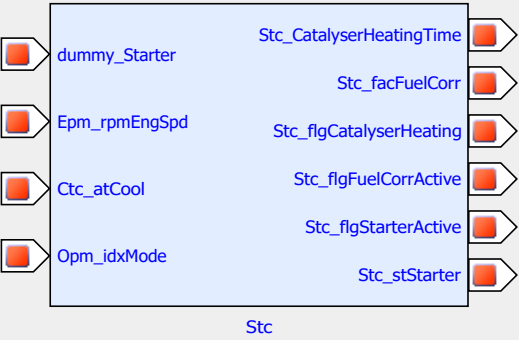 dummy_Starter
Epm_rpmEngSpd
Ctc_atCool
Opm_idxMode
Stc_CatalyserHeatingTime
Stc_facFuelCorr
Stc_flgCatalyserHeating
Stc_flgFuelCorrActive
Stc_flgStarterActive
Stc_stStarter
Stc